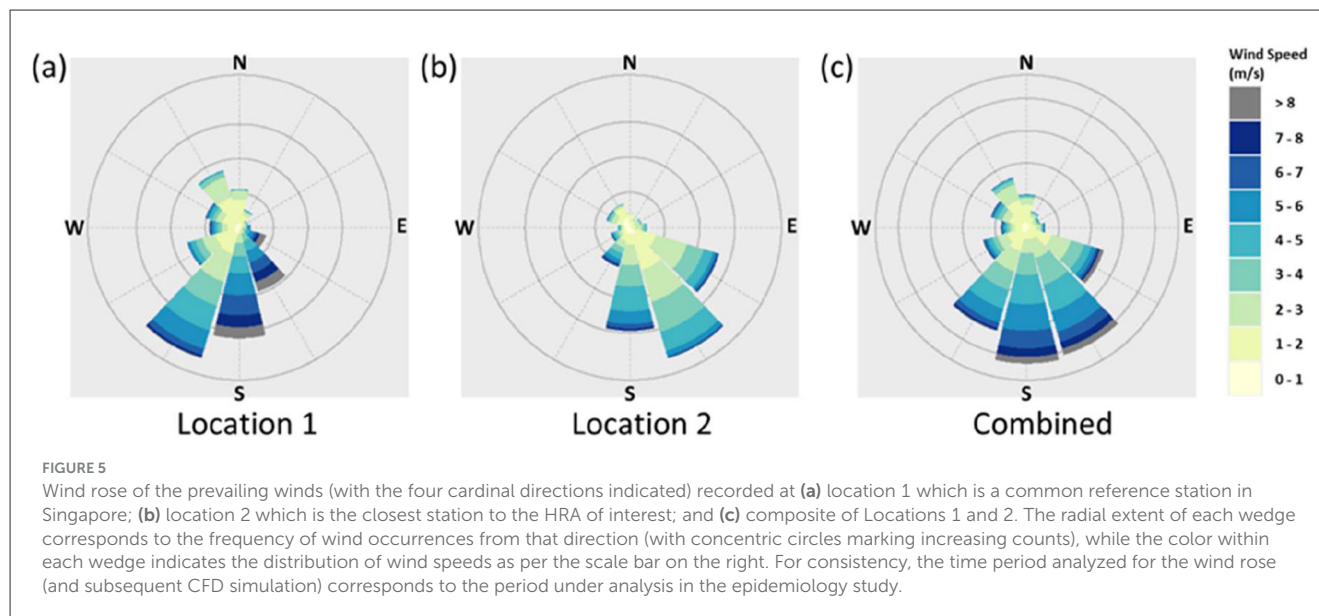 (a)
N
W
E
S
Location 1
(b)
N
W
E
S
Location 2
(c)
N
W
E
S
Combined
Wind Speed
(m/s)
> 8
7 - 8
6 - 7
5 - 6
4 - 5
3 - 4
2 - 3
1 - 2
0 - 1
FIGURE 5
Wind rose of the prevailing winds (with the four cardinal directions indicated) recorded at (a) location 1 which is a common reference station in
Singapore; (b) location 2 which is the closest station to the HRA of interest; and (c) composite of Locations 1 and 2. The radial extent of each wedge
corresponds to the frequency of wind occurrences from that direction (with concentric circles marking increasing counts), while the color within
each wedge indicates the distribution of wind speeds as per the scale bar on the right. For consistency, the time period analyzed for the wind rose
(and subsequent CFD simulation) corresponds to the period under analysis in the epidemiology study.